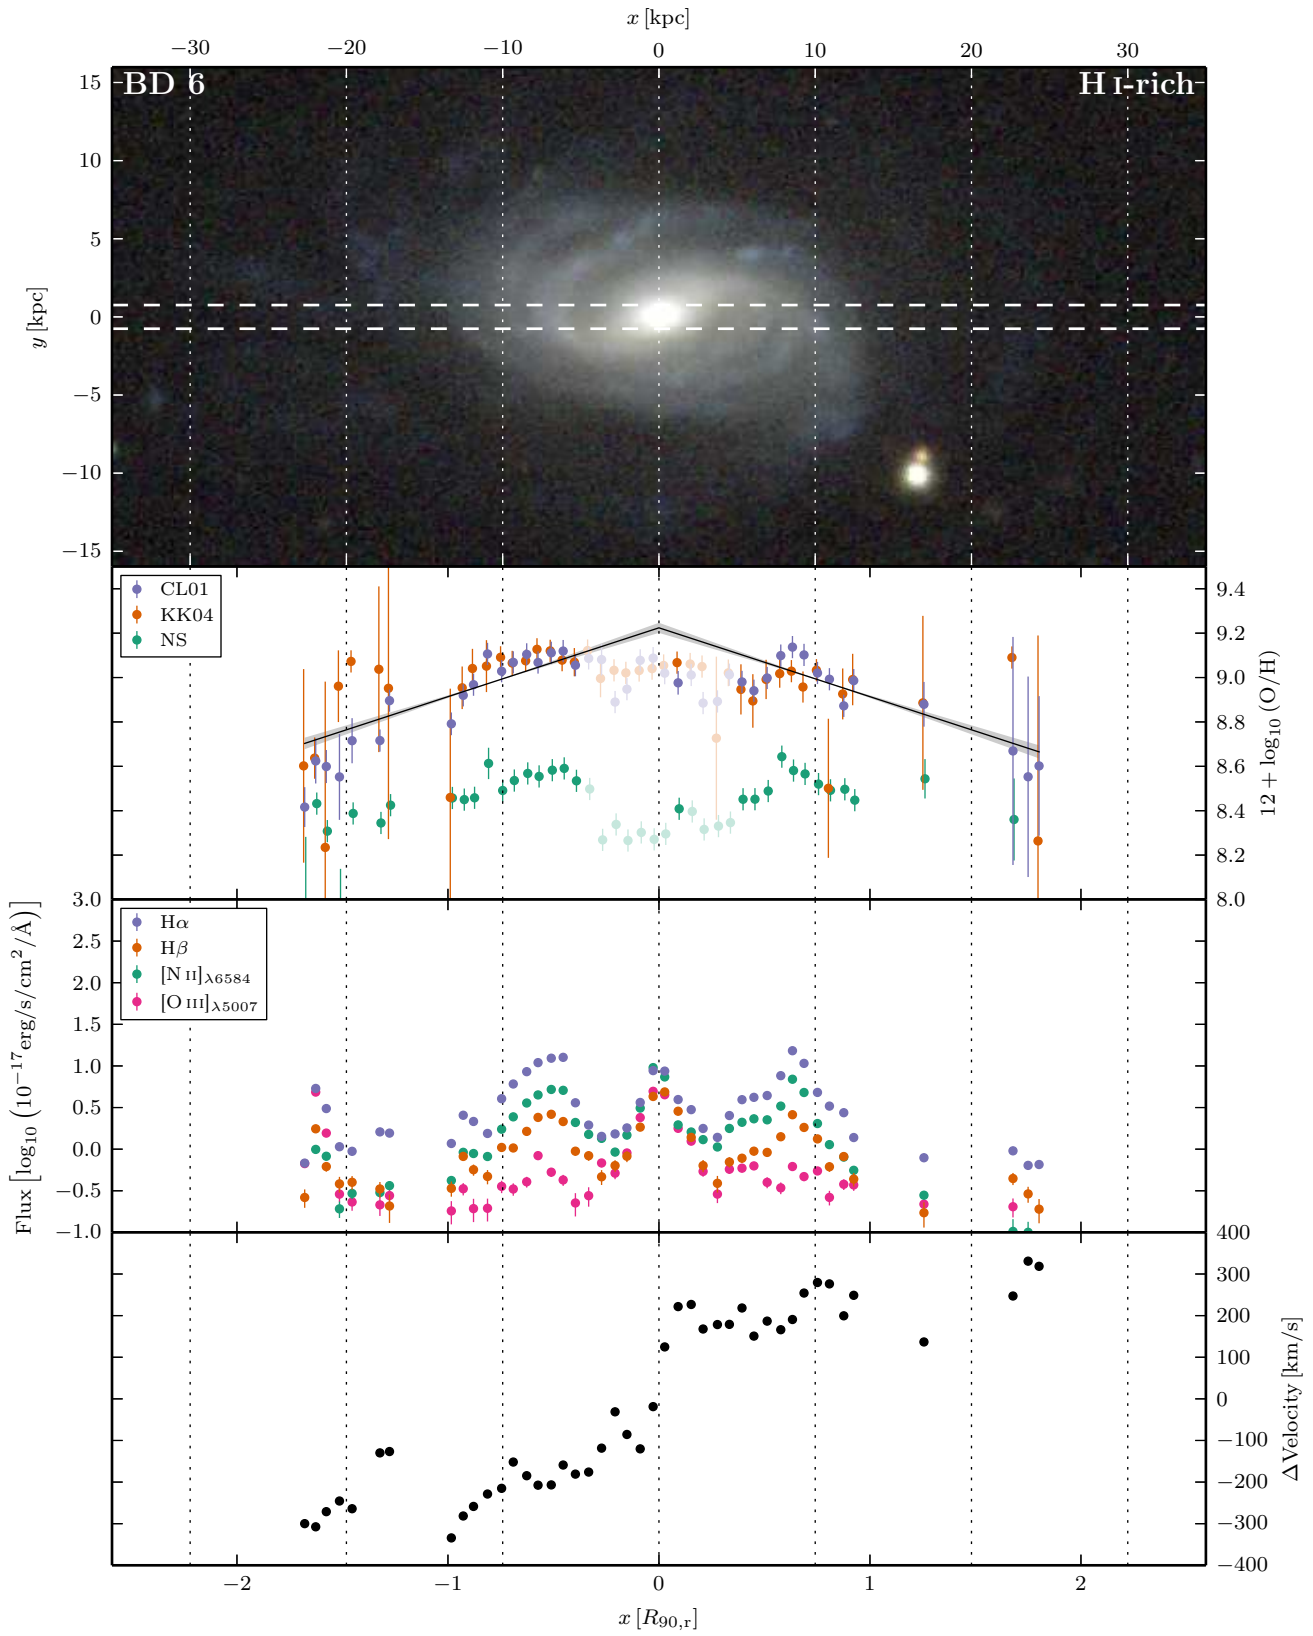 x [kpc]
−30 −20 −10 0 10 20 30
BD 6
H I-rich
15
10
5
0
−5
−10
−15
y [kpc]
CL01
KK04
NS
9.4
9.2
9.0
8.8
8.6
8.4
8.2
8.0
12 + log₁₀ (O/H)
3.0
2.5
2.0
1.5
1.0
0.5
0.0
−0.5
−1.0
Flux [log₁₀ (10⁻¹⁷erg/s/cm²/Å)]
Hα
Hβ
[N II]λ6584
[O III]λ5007
400
300
200
100
0
−100
−200
−300
−400
ΔVelocity [km/s]
−2 −1 0 1 2
x [R₉₀,ᵣ]